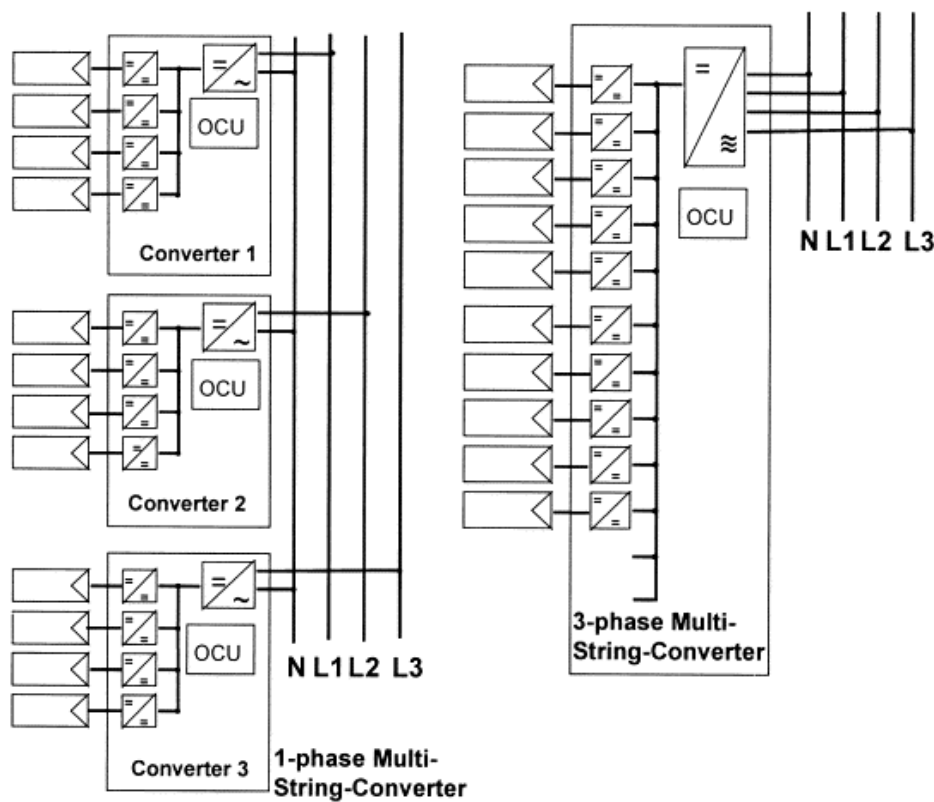 OCU
Converter 1
OCU
Converter 2
OCU
Converter 3
N L1 L2 L3
1-phase Multi-
String-Converter
OCU
N L1 L2 L3
3-phase Multi-
String-Converter